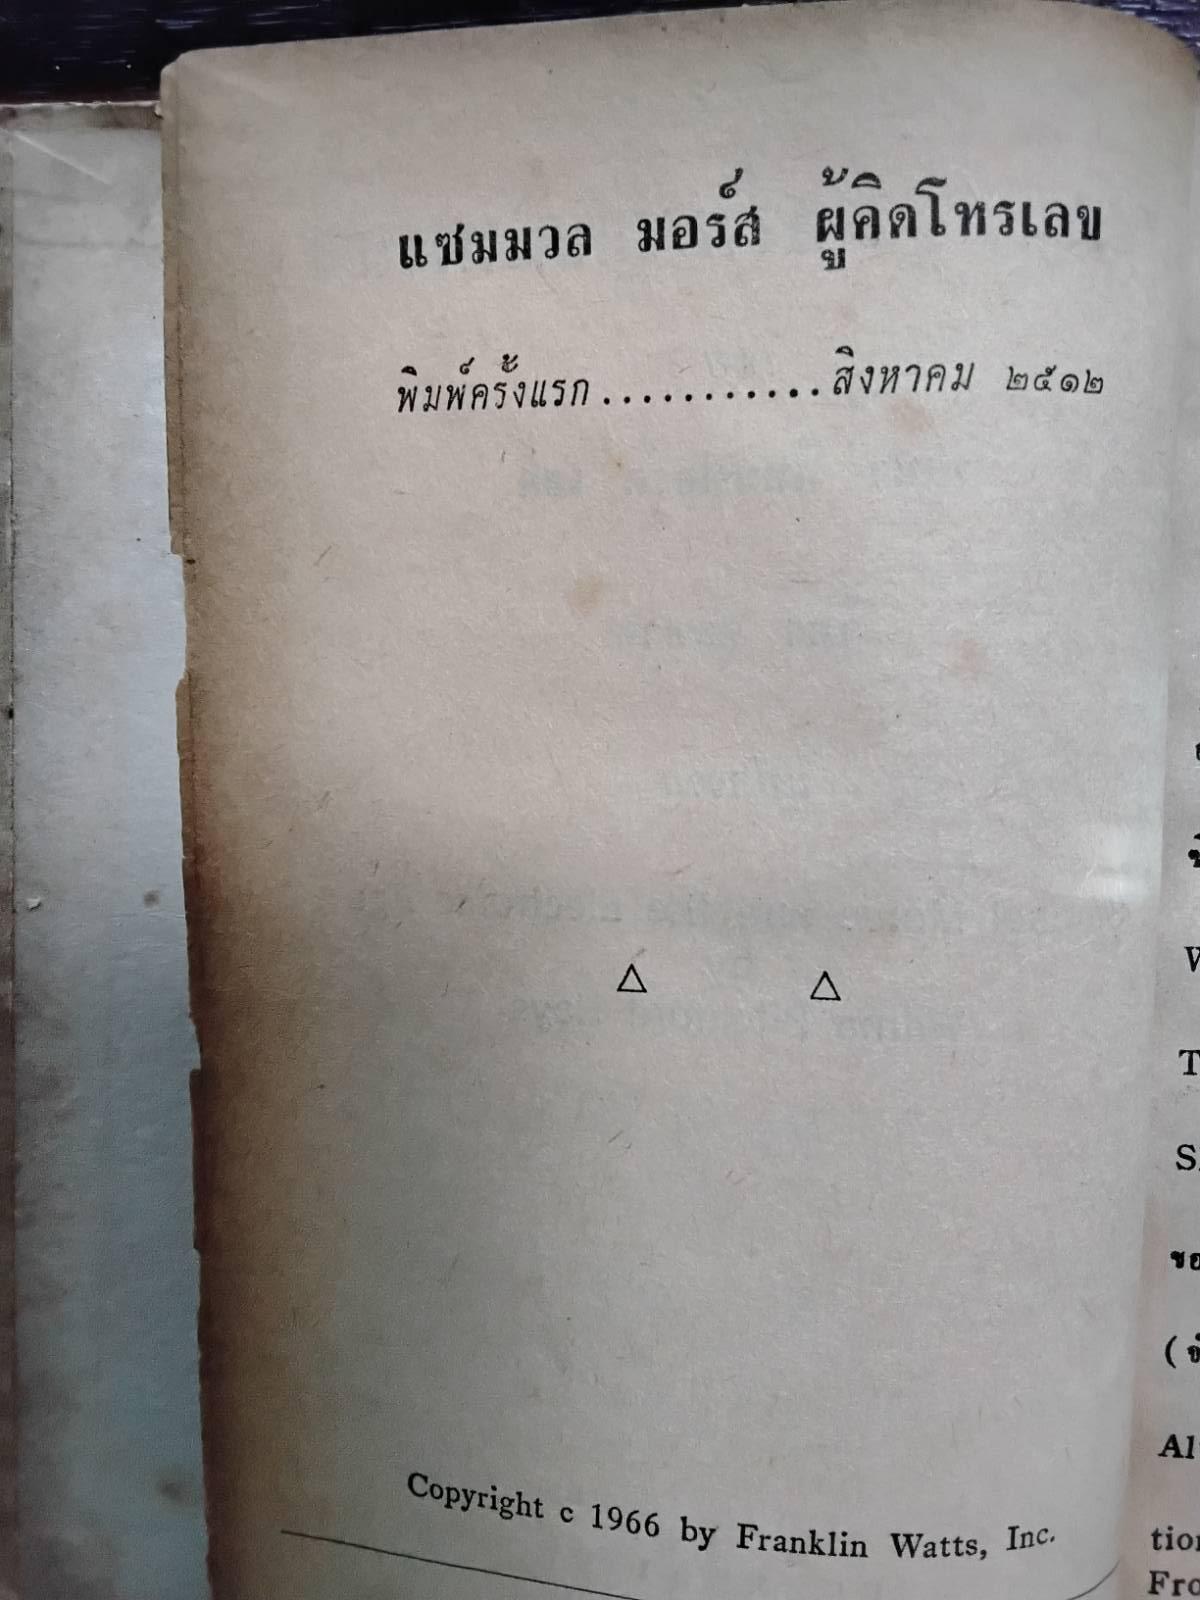 แซมมวล มอร์ส ผู้คิดโทรเลข
พิมพ์ครั้งแรก...........สิงหาคม ๒๕๑๒
△ △
Copyright c 1966 by Franklin Watts, Inc.